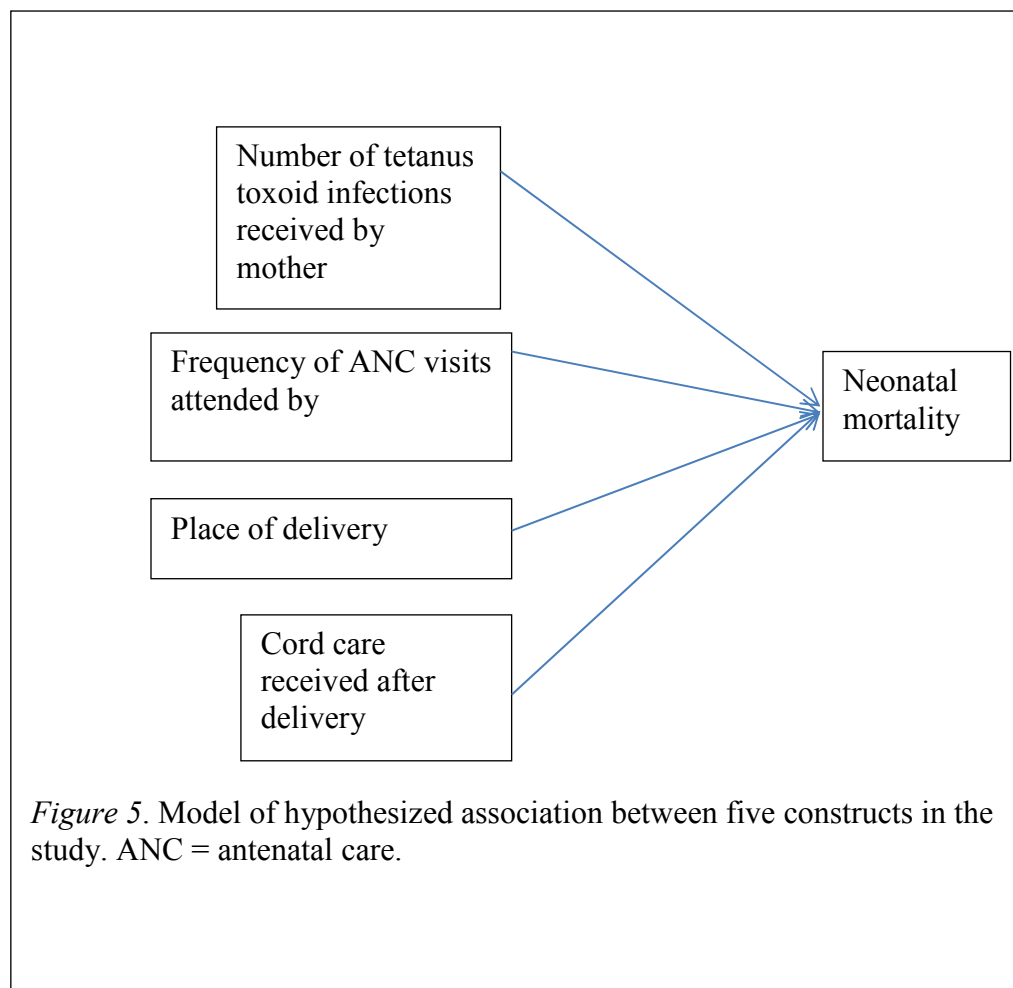 Number of tetanus
toxoid infections
received by
mother
Frequency of ANC visits
attended by
Neonatal
mortality
Place of delivery
Cord care
received after
delivery
Figure 5. Model of hypothesized association between five constructs in the
study. ANC = antenatal care.